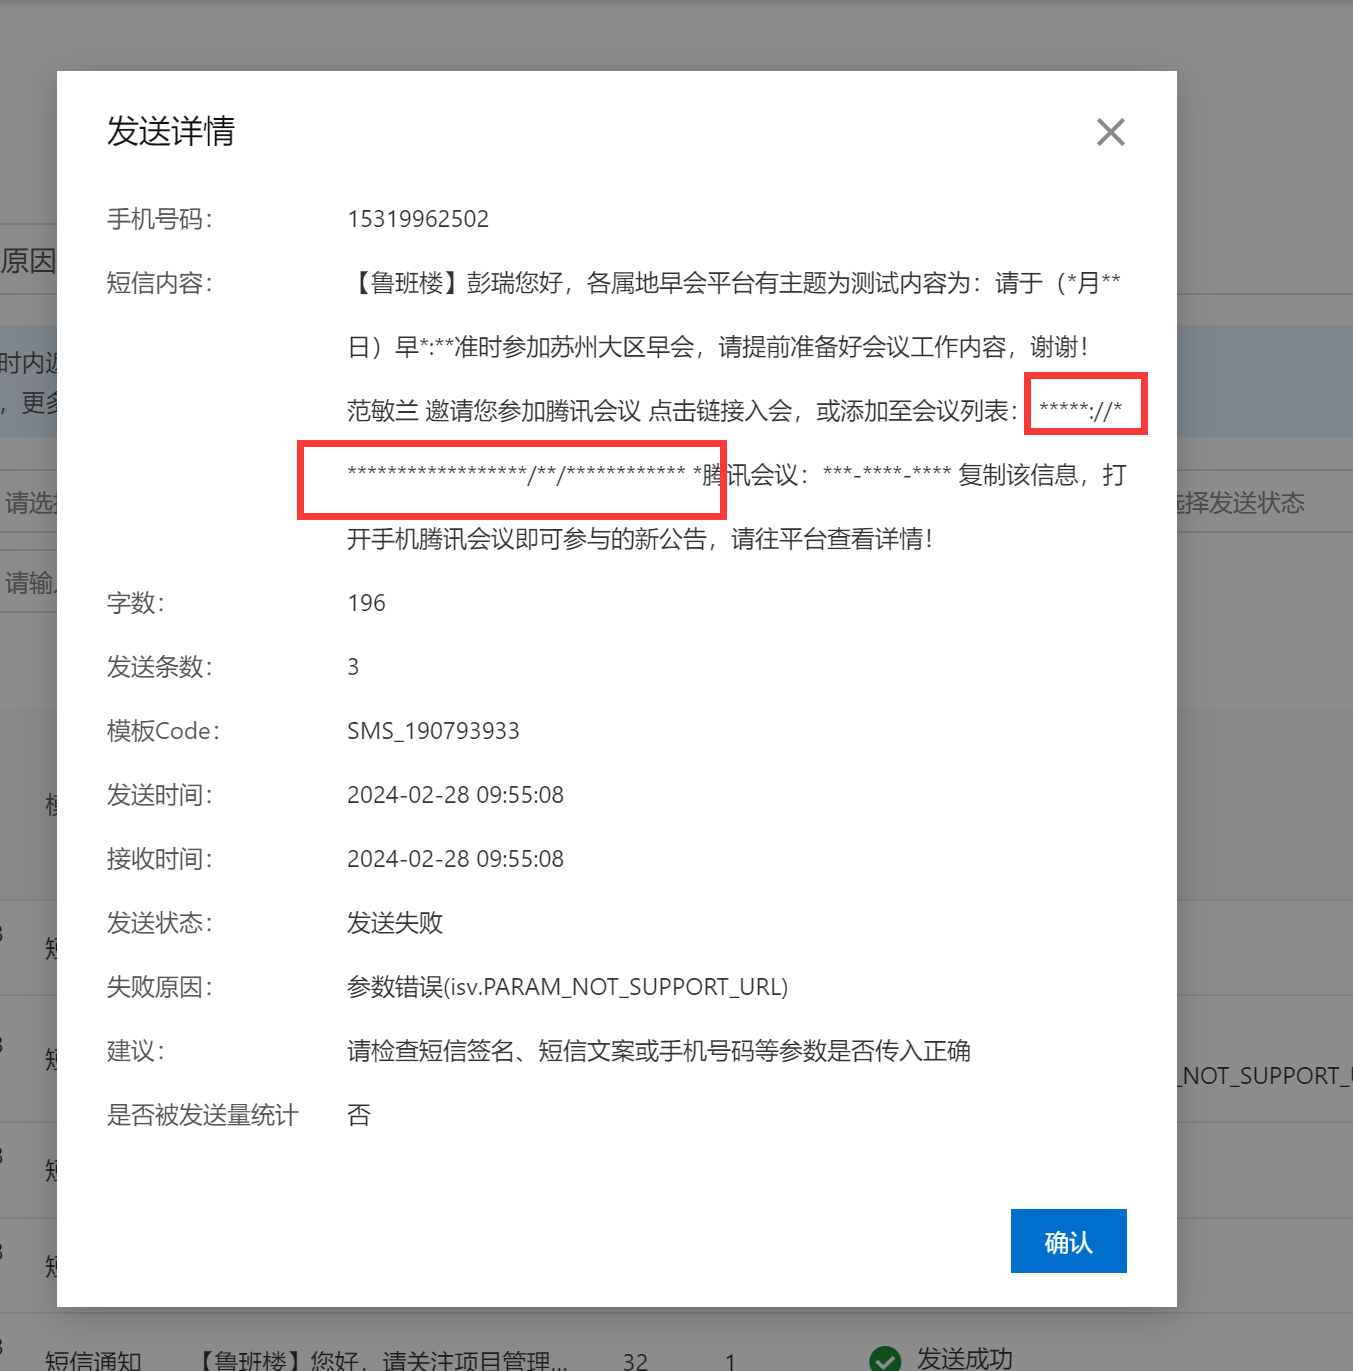 发送详情
手机号码：
15319962502
短信内容：
【鲁班楼】彭瑞您好，各属地早会平台有主题为测试内容为：请于（*月**
日）早*:**准时参加苏州大区早会，请提前准备好会议工作内容，谢谢！
范敏兰 邀请您参加腾讯会议 点击链接入会，或添加至会议列表：*****://*
******************/**/************ *腾讯会议：***-****-**** 复制该信息，打
开手机腾讯会议即可参与的新公告，请往平台查看详情！
字数：
196
发送条数：
3
模板Code：
SMS_190793933
发送时间：
2024-02-28 09:55:08
接收时间：
2024-02-28 09:55:08
发送状态：
发送失败
失败原因：
参数错误(isv.PARAM_NOT_SUPPORT_URL)
建议：
请检查短信签名、短信文案或手机号码等参数是否传入正确
是否被发送量统计
否
确认
原因
时内返
，更多
请选择
选择发送状态
请输入
_NOT_SUPPORT_U
短信通知
【鲁班楼】您好，请关注项目管理...
32
1
发送成功